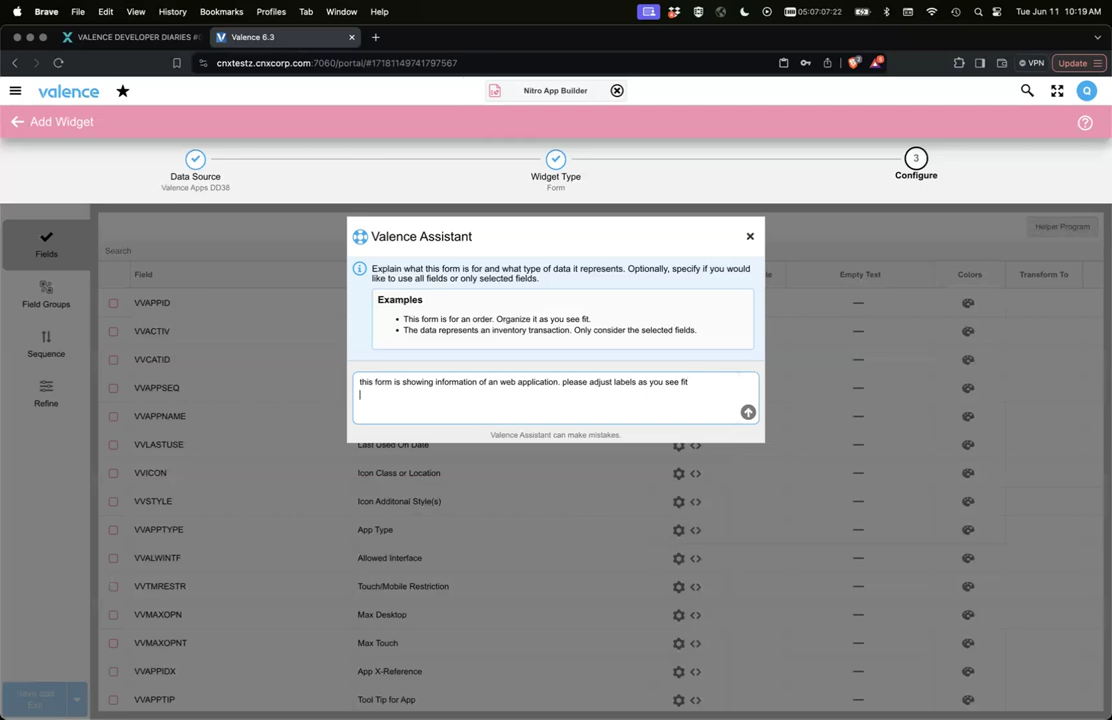 Brave File Edit View History Bookmarks Profiles Tab Window Help 05:07:07:22 Tue Jun 11 10:19 AM
VALENCE DEVELOPER DIARIES # Valence 6.3
cnxtestz.cnxcorp.com:7060/portal/#17181149741797567 VPN Update
valence Nitro App Builder Q
Add Widget
3
Data Source Widget Type Configure
Valence Apps DD38 Form
Fields
Field Groups
Sequence
Refine
Save and Exit
Search Helper Program
Field Empty Text Colors Transform To
Valence Assistant
Explain what this form is for and what type of data it represents. Optionally, specify if you would
like to use all fields or only selected fields.
Examples
• This form is for an order. Organize it as you see fit.
• The data represents an inventory transaction. Only consider the selected fields.
this form is showing information of an web application. please adjust labels as you see fit
Valence Assistant can make mistakes.
VVAPPID
VVACTIV
VVCATID
VVAPPSEQ
VVAPPNAME
VVLASTUSE Last Used On Date
VVICON Icon Class or Location
VVSTYLE Icon Additonal Style(s)
VVAPPTYPE App Type
VVALWINTF Allowed Interface
VVTMRESTR Touch/Mobile Restriction
VVMAXOPN Max Desktop
VVMAXOPNT Max Touch
VVAPPIDX App X-Reference
VVAPPTIP Tool Tip for App